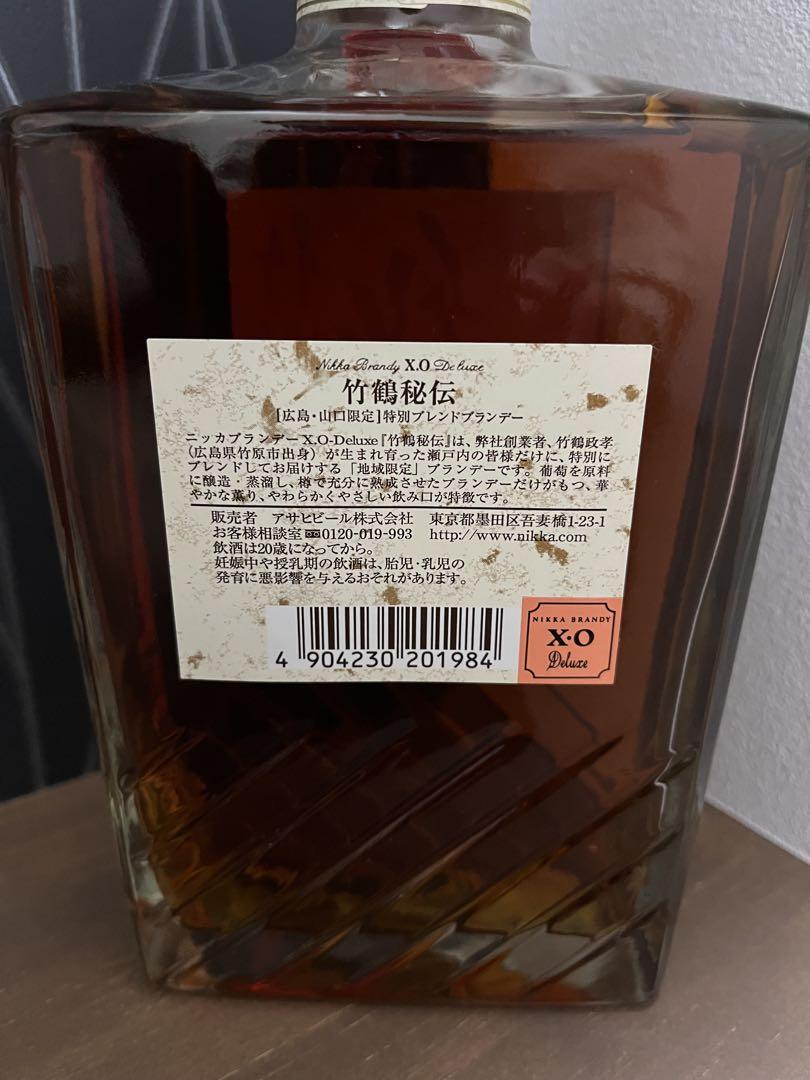 Nikka Brandy X.O Deluxe
竹鶴秘伝
[広島・山口限定]特別ブレンドブランデー
ニッカブランデーX.O-Deluxe『竹鶴秘伝』は、弊社創業者、竹鶴政孝
(広島県竹原市出身)が生まれ育った瀬戸内の皆様だけに、特別に
ブレンドしてお届けする「地域限定」ブランデーです。葡萄を原料
に醸造・蒸溜し、樽で充分に熟成させたブランデーだけがもつ、華
やかな薫り、やわらかくやさしい飲み口が特徴です。
販売者 アサヒビール株式会社 東京都墨田区吾妻橋1-23-1
お客様相談室 0120-019-993 http://www.nikka.com
飲酒は20歳になってから。
妊娠中や授乳期の飲酒は、胎児・乳児の
発育に悪影響を与えるおそれがあります。
4 904230 201984
NIKKA BRANDY
X・O
Deluxe